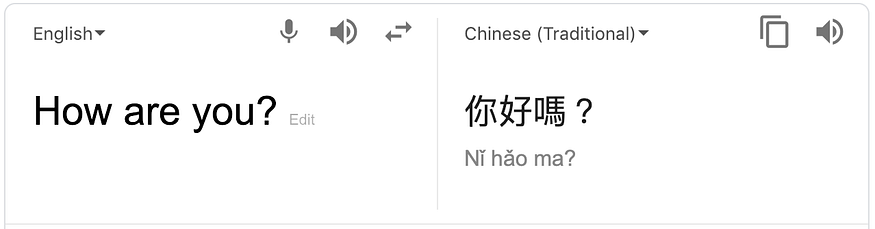 English
Chinese (Traditional)
How are you? Edit
你好嗎？
Nǐ hǎo ma?